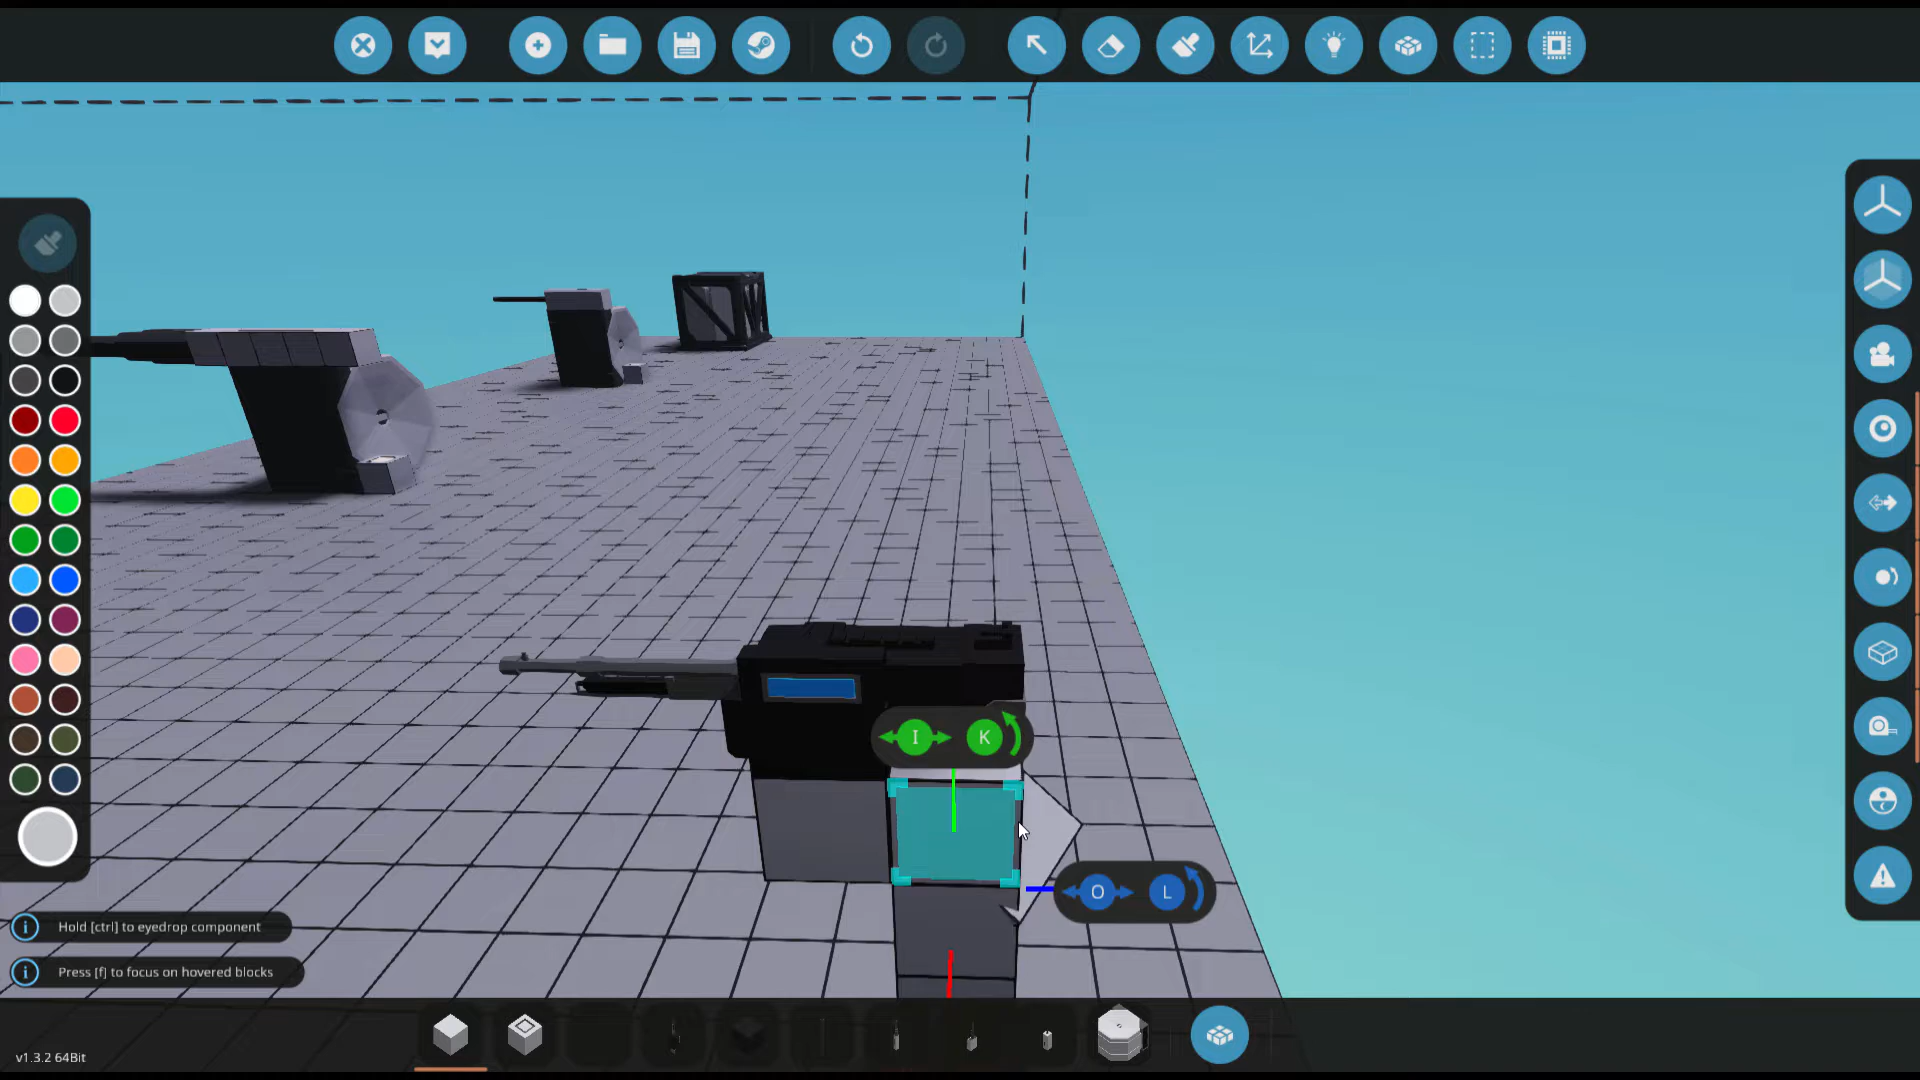 I K
O L
Hold [ctrl] to eyedrop component
Press [f] to focus on hovered blocks
v1.3.2 64Bit